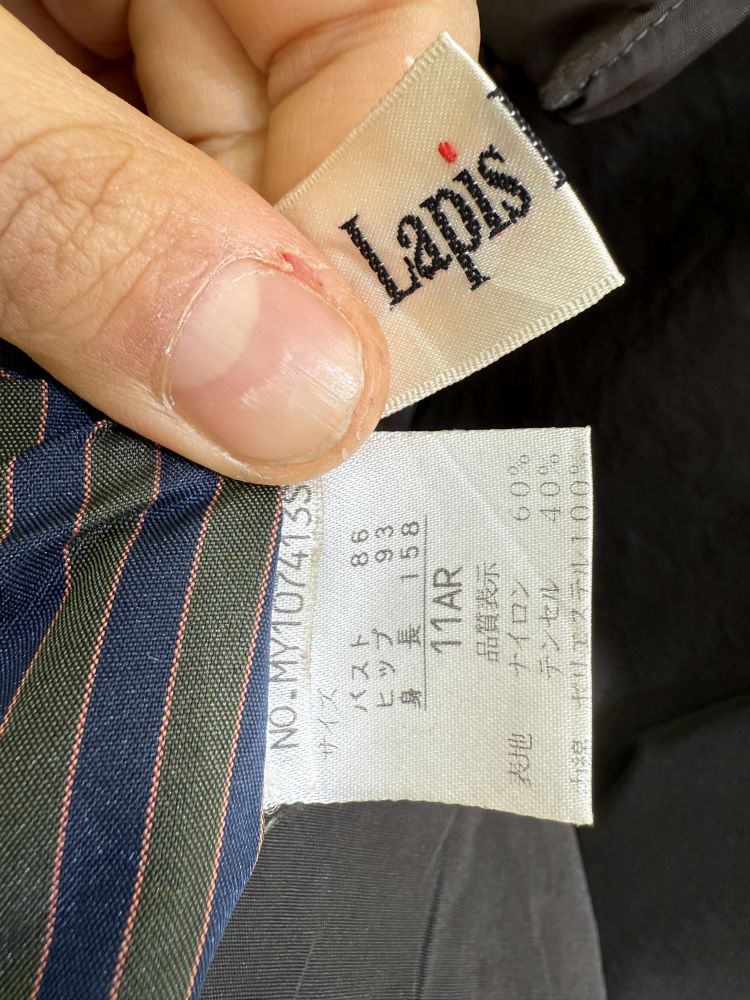 Lapis
NO.MY107413S
サイズ
バスト 86
ヒップ 93
身長 158
11AR
品質表示
表地 ナイロン 60%
テンセル 40%
ポリエステル 100%